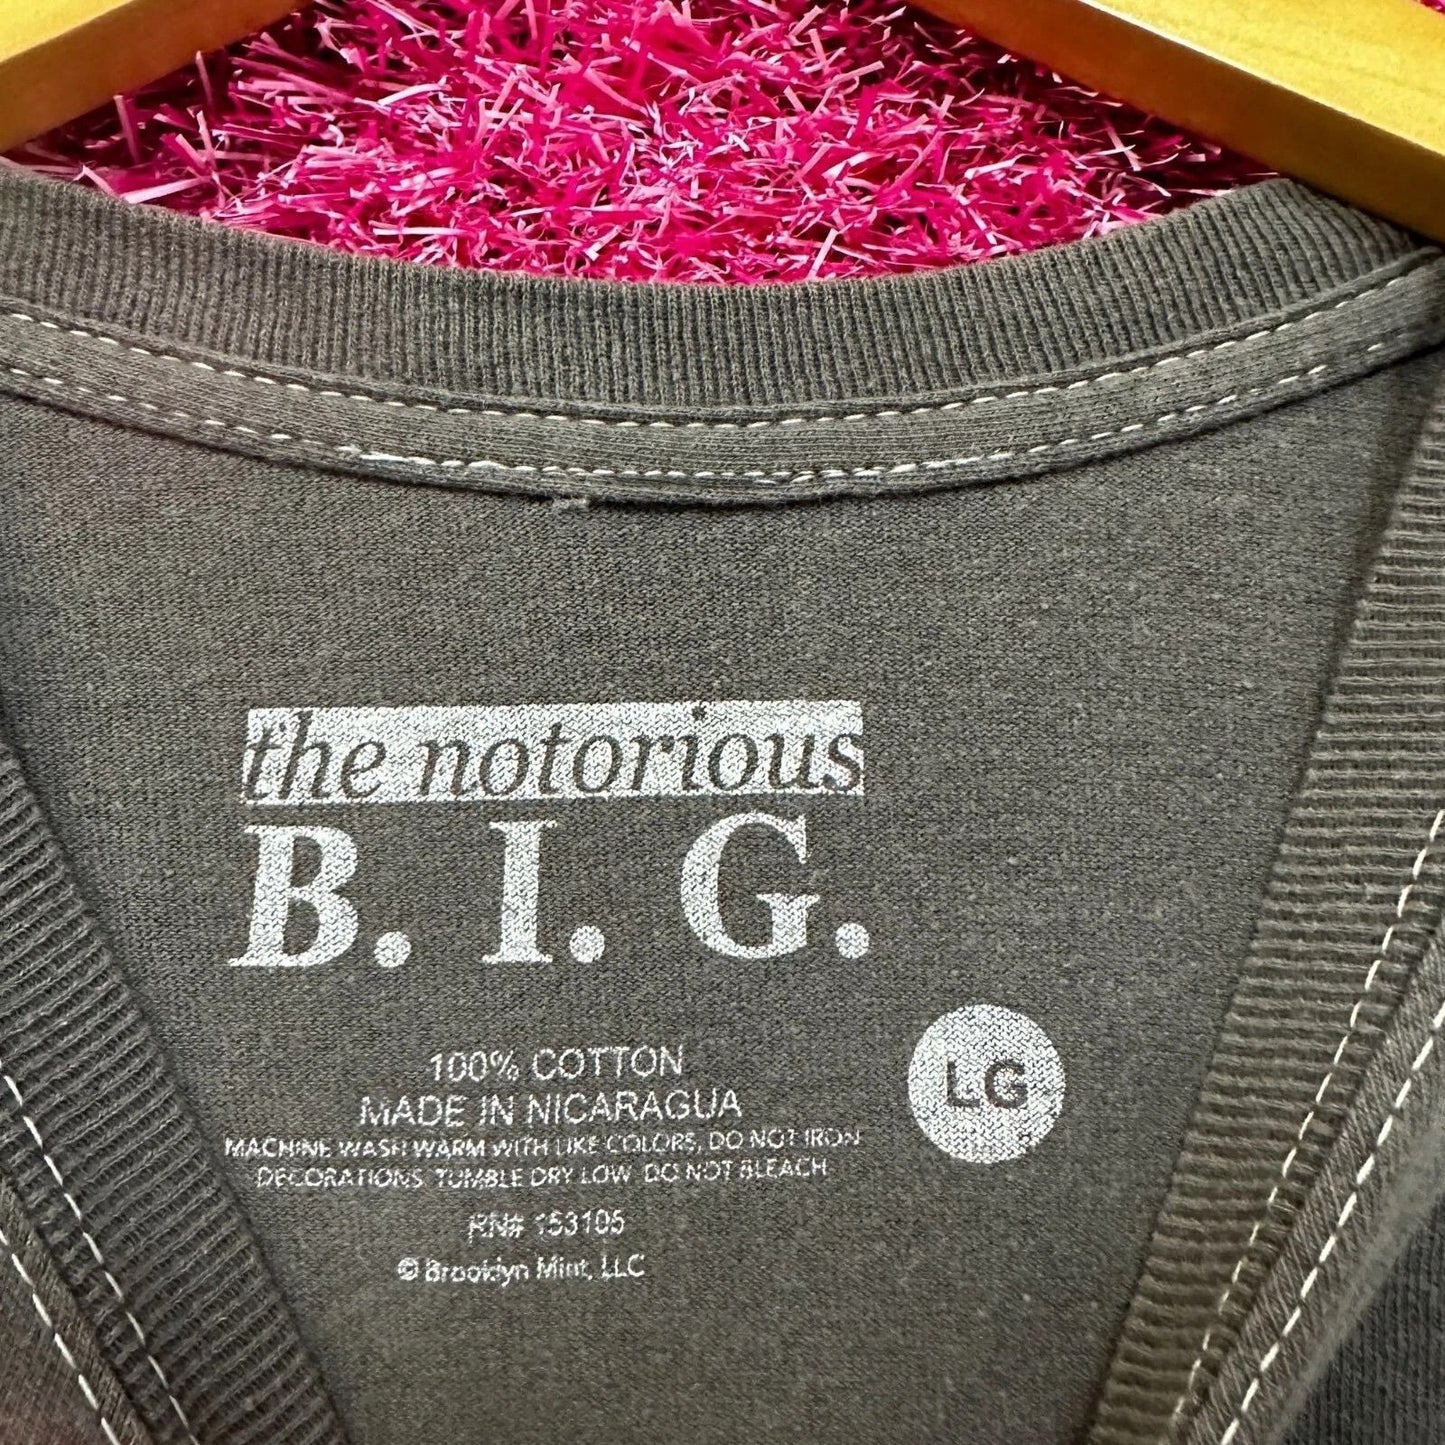 the notorious
B. I. G.
LG
100% COTTON
MADE IN NICARAGUA
MACHINE WASH WARM WITH LIKE COLORS, DO NOT IRON
DECORATIONS TUMBLE DRY LOW DO NOT BLEACH
RN# 153105
© Brooklyn Mint, LLC